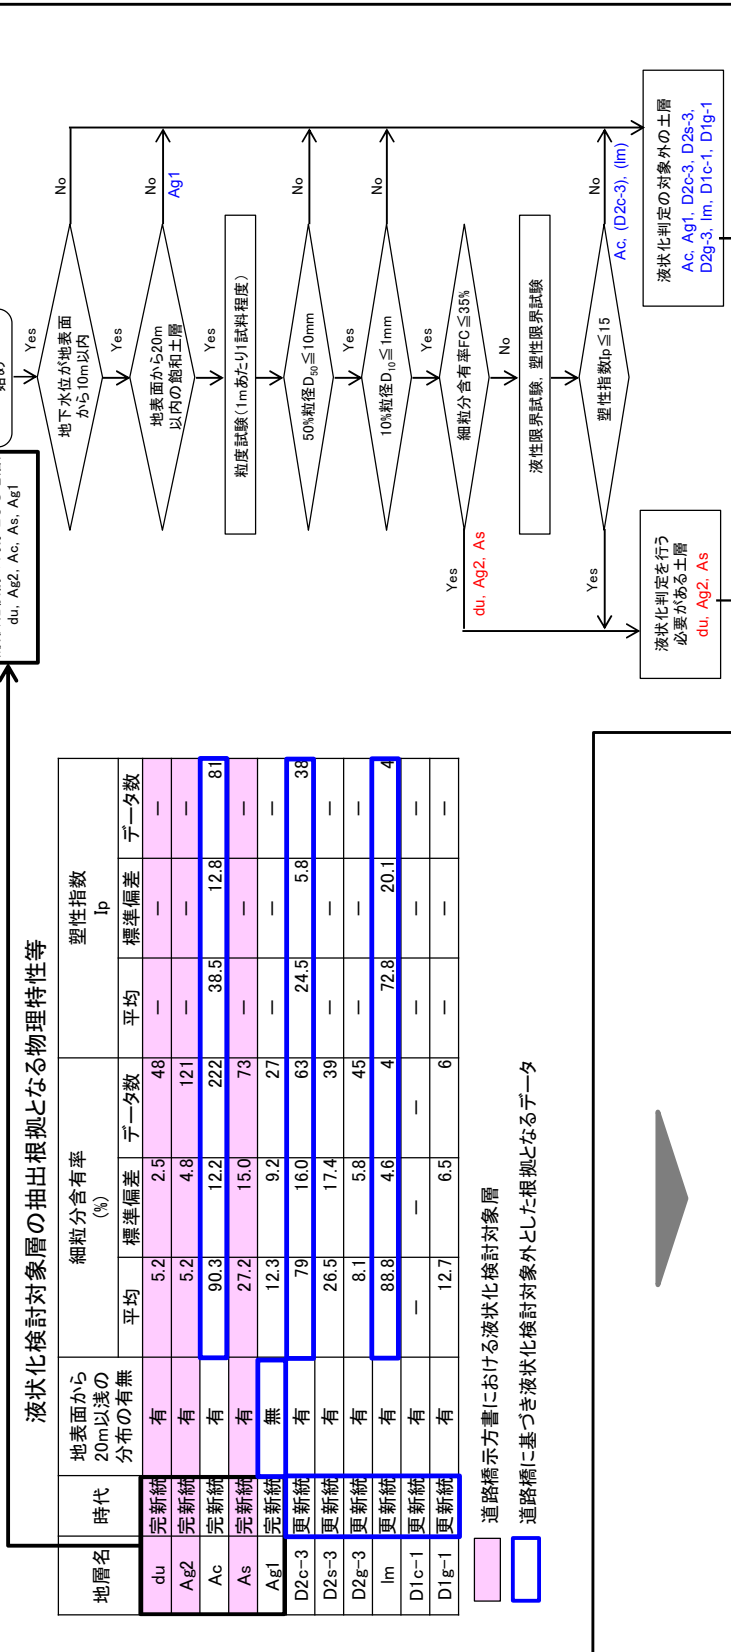 液状化検討対象層の抽出根拠となる物理特性等
地層名 時代 地表面から20m以浅の分布の有無 細粒分含有率(%) 塑性指数Ip
平均 標準偏差 データ数 平均 標準偏差 データ数
du 完新統 有 5.2 2.5 48 － － －
Ag2 完新統 有 5.2 4.8 121 － － －
Ac 完新統 有 90.3 12.2 222 38.5 12.8 81
As 完新統 有 27.2 15.0 73 － － －
Ag1 完新統 無 12.3 9.2 27 － － －
D2c-3 更新統 有 79 16.0 63 24.5 5.8 38
D2s-3 更新統 有 26.5 17.4 39 － － －
D2g-3 更新統 有 8.1 5.8 45 － － －
lm 更新統 有 88.8 4.6 4 72.8 20.1 4
D1c-1 更新統 有 － － － － － －
D1g-1 更新統 有 12.7 6.5 6 － － －
道路橋示方書における液状化検討対象層
道路橋に基づき液状化検討対象外とした根拠となるデータ
du, Ag2, Ac, As, Ag1
始め
Yes
地下水位が地表面
から10m以内
No
Yes
地表面から20m
以内の飽和土層
No
Ag1
Yes
粒度試験(1mあたり1試料程度)
50%粒径D50≦10mm
No
Yes
10%粒径D10≦1mm
No
Yes
細粒分含有率FC≦35%
Yes
du, Ag2, As
No
液性限界試験、塑性限界試験
塑性指数Ip≦15
Yes
No
Ac, (D2c-3), (lm)
液状化判定を行う
必要がある土層
du, Ag2, As
液状化判定の対象外の土層
Ac, Ag1, D2c-3, D2s-3,
D2g-3, lm, D1c-1, D1g-1